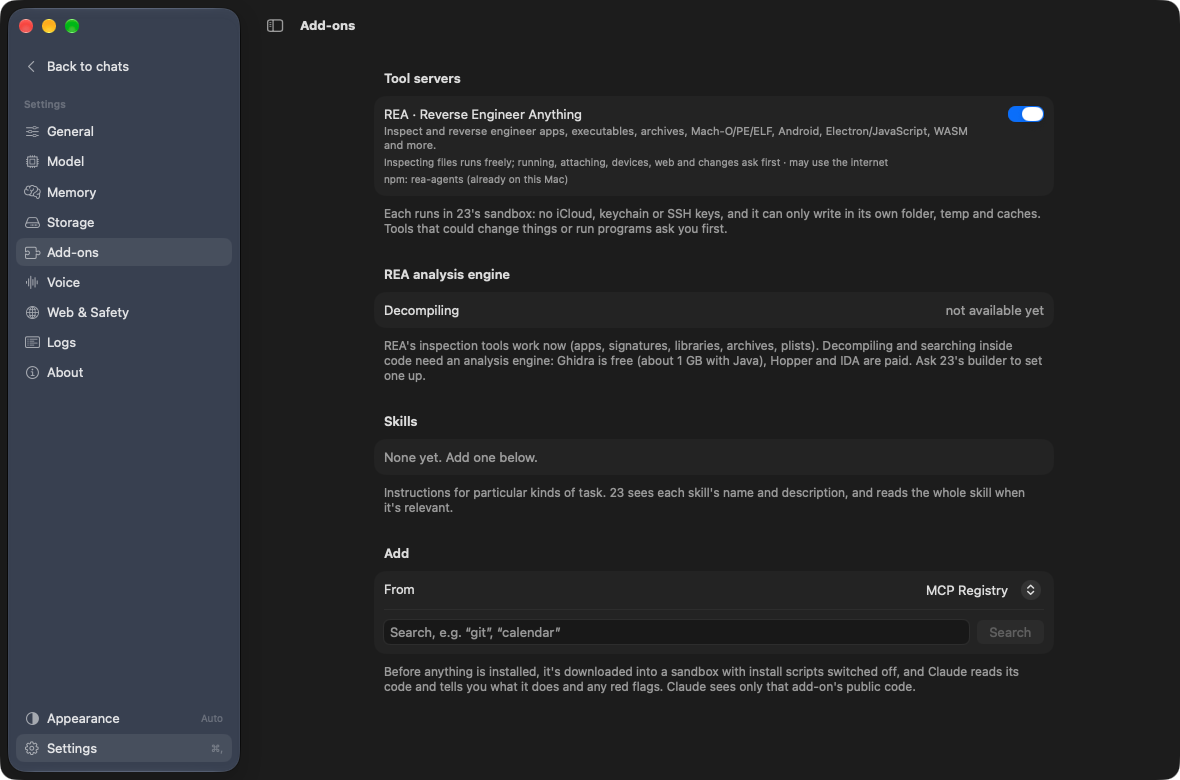 Add-ons
Back to chats
Settings
General
Model
Memory
Storage
Add-ons
Voice
Web & Safety
Logs
About
Appearance
Auto
Settings
⌘,
Tool servers
REA · Reverse Engineer Anything
Inspect and reverse engineer apps, executables, archives, Mach-O/PE/ELF, Android, Electron/JavaScript, WASM
and more.
Inspecting files runs freely; running, attaching, devices, web and changes ask first · may use the internet
npm: rea-agents (already on this Mac)
Each runs in 23's sandbox: no iCloud, keychain or SSH keys, and it can only write in its own folder, temp and caches.
Tools that could change things or run programs ask you first.
REA analysis engine
Decompiling
not available yet
REA's inspection tools work now (apps, signatures, libraries, archives, plists). Decompiling and searching inside
code need an analysis engine: Ghidra is free (about 1 GB with Java), Hopper and IDA are paid. Ask 23's builder to set
one up.
Skills
None yet. Add one below.
Instructions for particular kinds of task. 23 sees each skill's name and description, and reads the whole skill when
it's relevant.
Add
From
MCP Registry
Search, e.g. “git”, “calendar”
Search
Before anything is installed, it's downloaded into a sandbox with install scripts switched off, and Claude reads its
code and tells you what it does and any red flags. Claude sees only that add-on's public code.